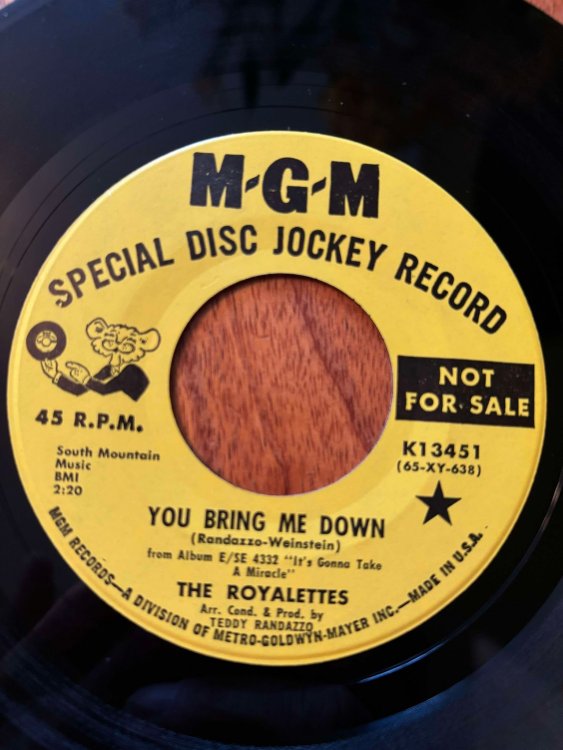 M-G-M
SPECIAL DISC JOCKEY RECORD
NOT
FOR SALE
45 R.P.M.
K13451
(65-XY-638)
South Mountain
Music
BMI
2:20
YOU BRING ME DOWN
(Randazzo-Weinstein)
from Album E/SE 4332 "It's Gonna Take
A Miracle"
THE ROYALETTES
Arr. Cond. & Prod. by
TEDDY RANDAZZO
MGM RECORDS—A DIVISION OF METRO-GOLDWYN-MAYER INC.—MADE IN U.S.A.